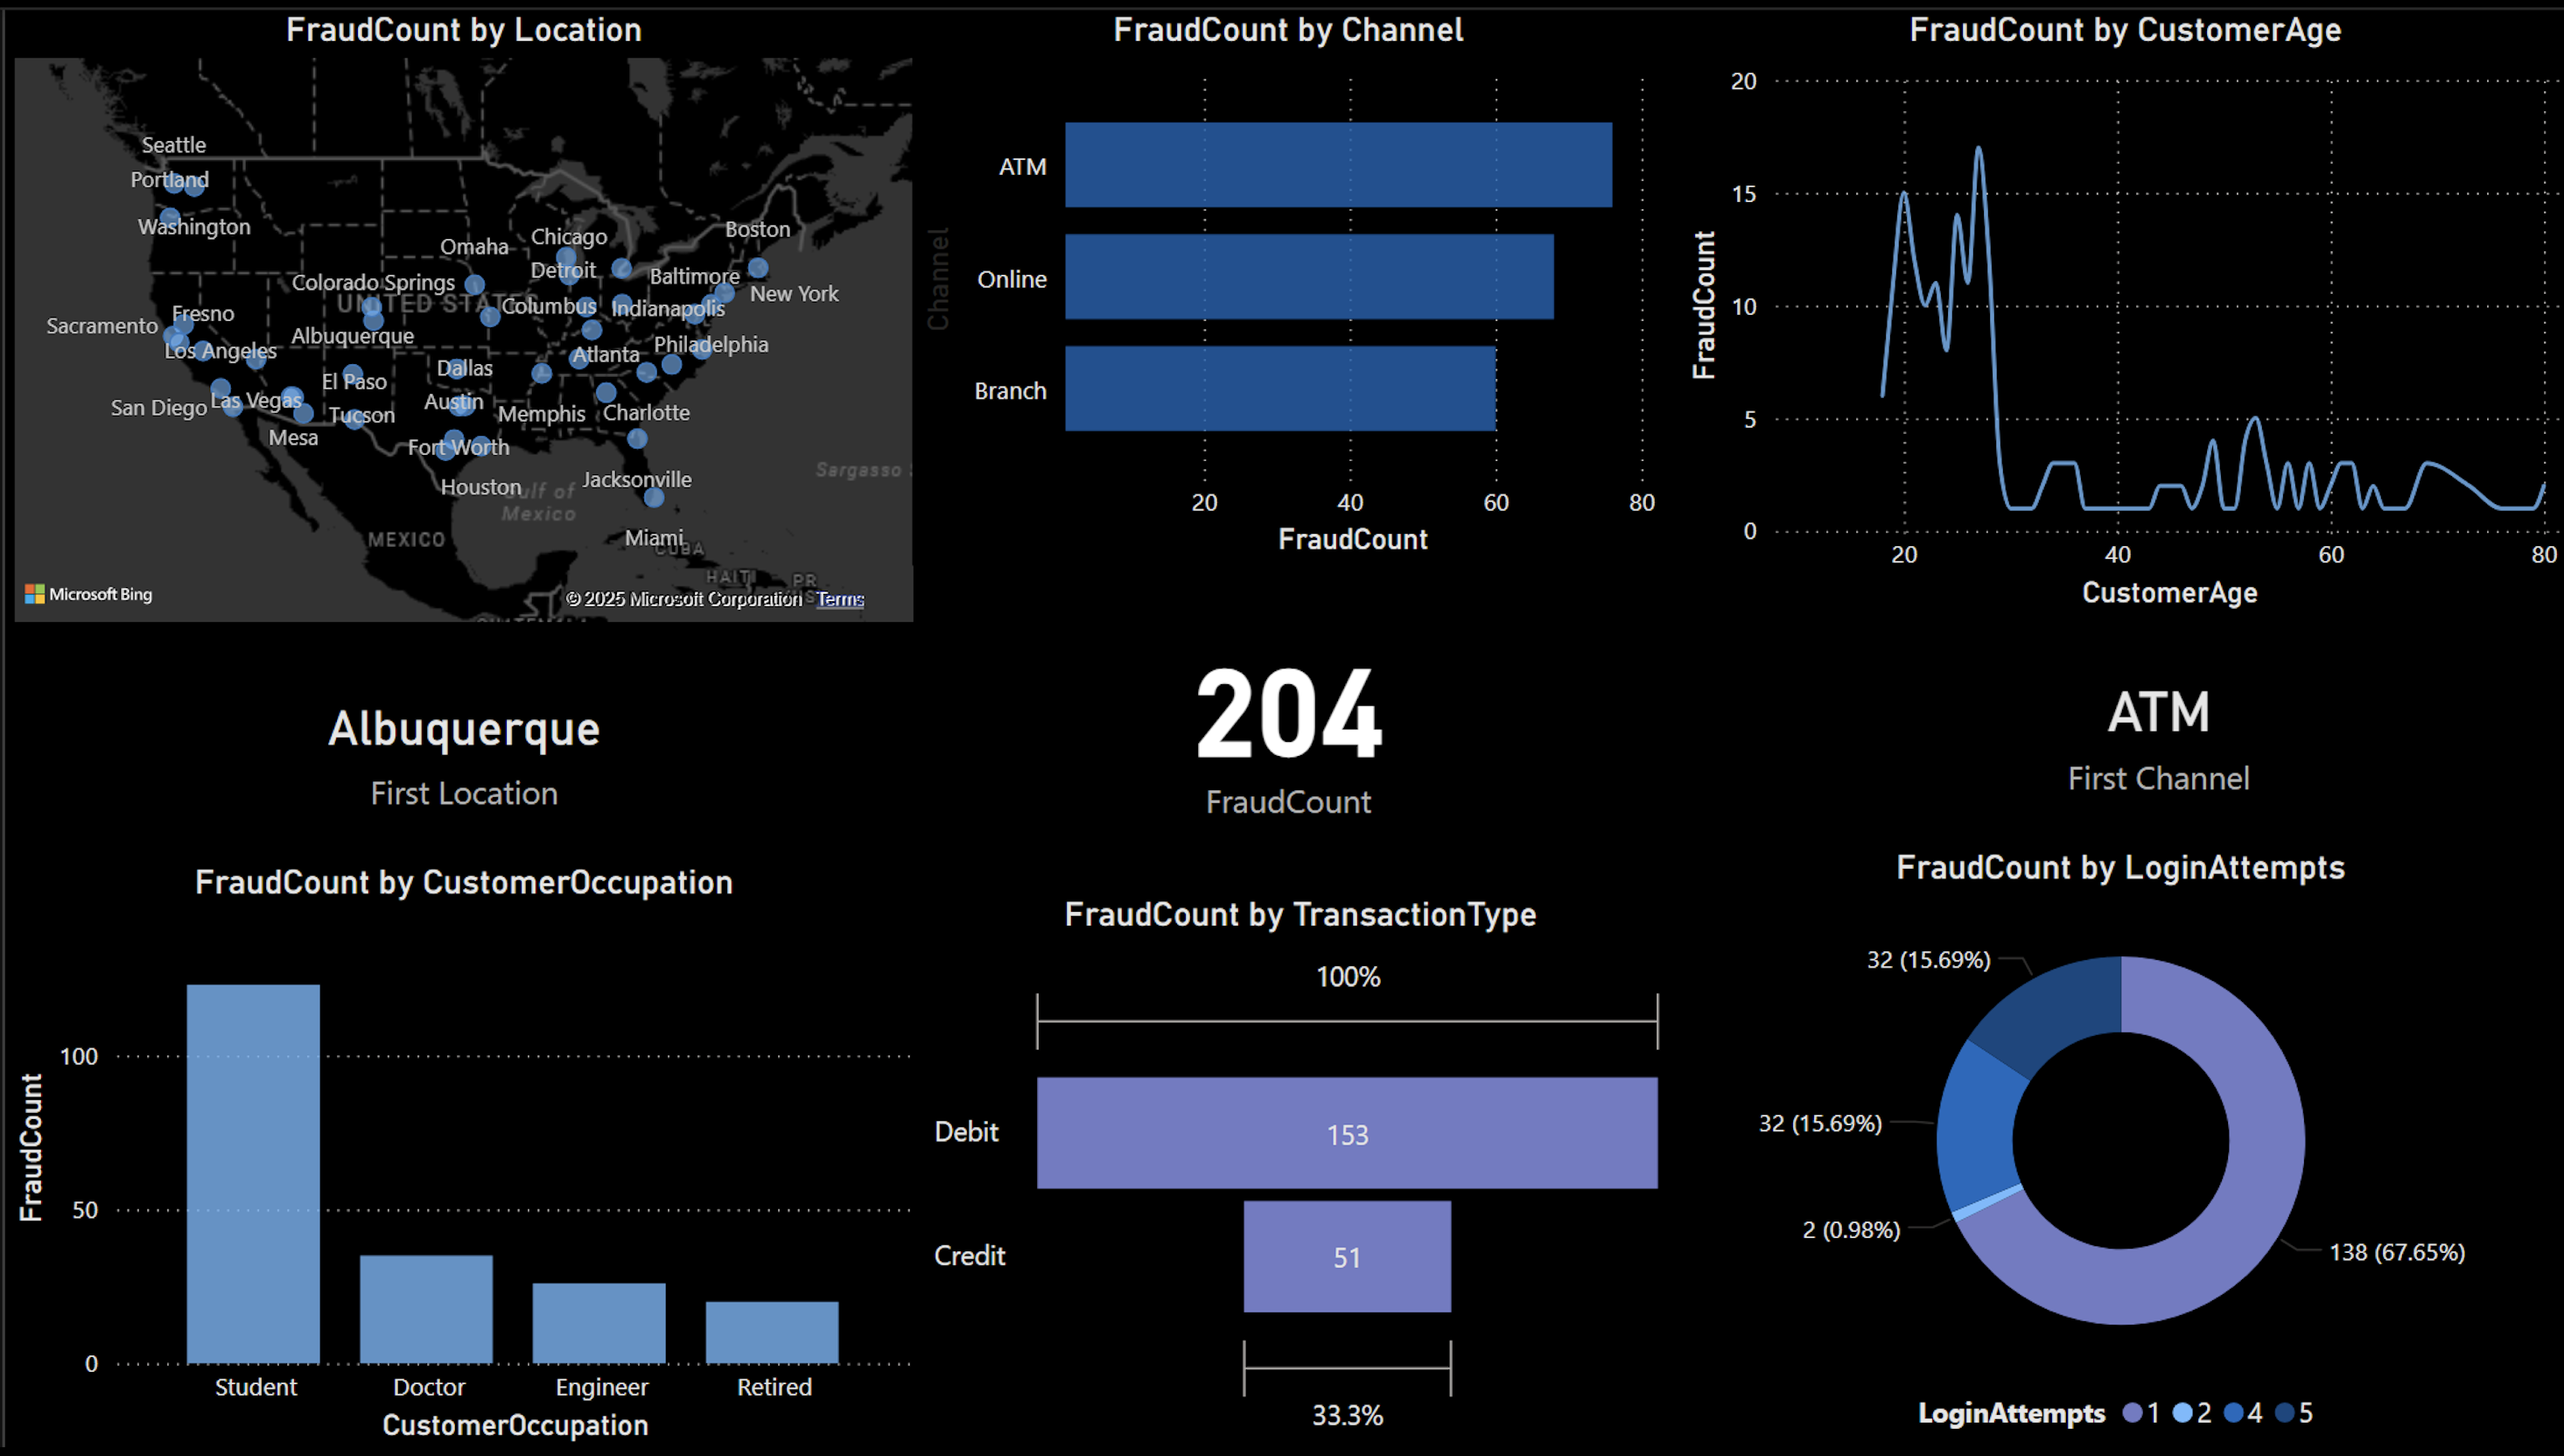 FraudCount by Location
Seattle
Portland
Washington
Boston
Chicago
Omaha
Detroit
Baltimore
Colorado Springs
New York
UNITED STATES
Columbus
Indianapolis
Fresno
Sacramento
Albuquerque
Los Angeles
Philadelphia
Atlanta
Dallas
El Paso
San Diego
Las Vegas
Austin
Tucson
Memphis
Charlotte
Mesa
Fort Worth
Sargasso
Jacksonville
Houston
Gulf of
Mexico
MEXICO
Miami
CUBA
HAITI
PR
Microsoft Bing
© 2025 Microsoft Corporation Terms
GUATEMALA
FraudCount by Channel
Channel
ATM
Online
Branch
20 40 60 80
FraudCount
FraudCount by CustomerAge
FraudCount
20
15
10
5
0
20 40 60 80
CustomerAge
Albuquerque
First Location
204
FraudCount
ATM
First Channel
FraudCount by CustomerOccupation
FraudCount
100
50
0
Student Doctor Engineer Retired
CustomerOccupation
FraudCount by TransactionType
100%
Debit 153
Credit 51
33.3%
FraudCount by LoginAttempts
32 (15.69%)
32 (15.69%)
2 (0.98%)
138 (67.65%)
LoginAttempts 1 2 4 5